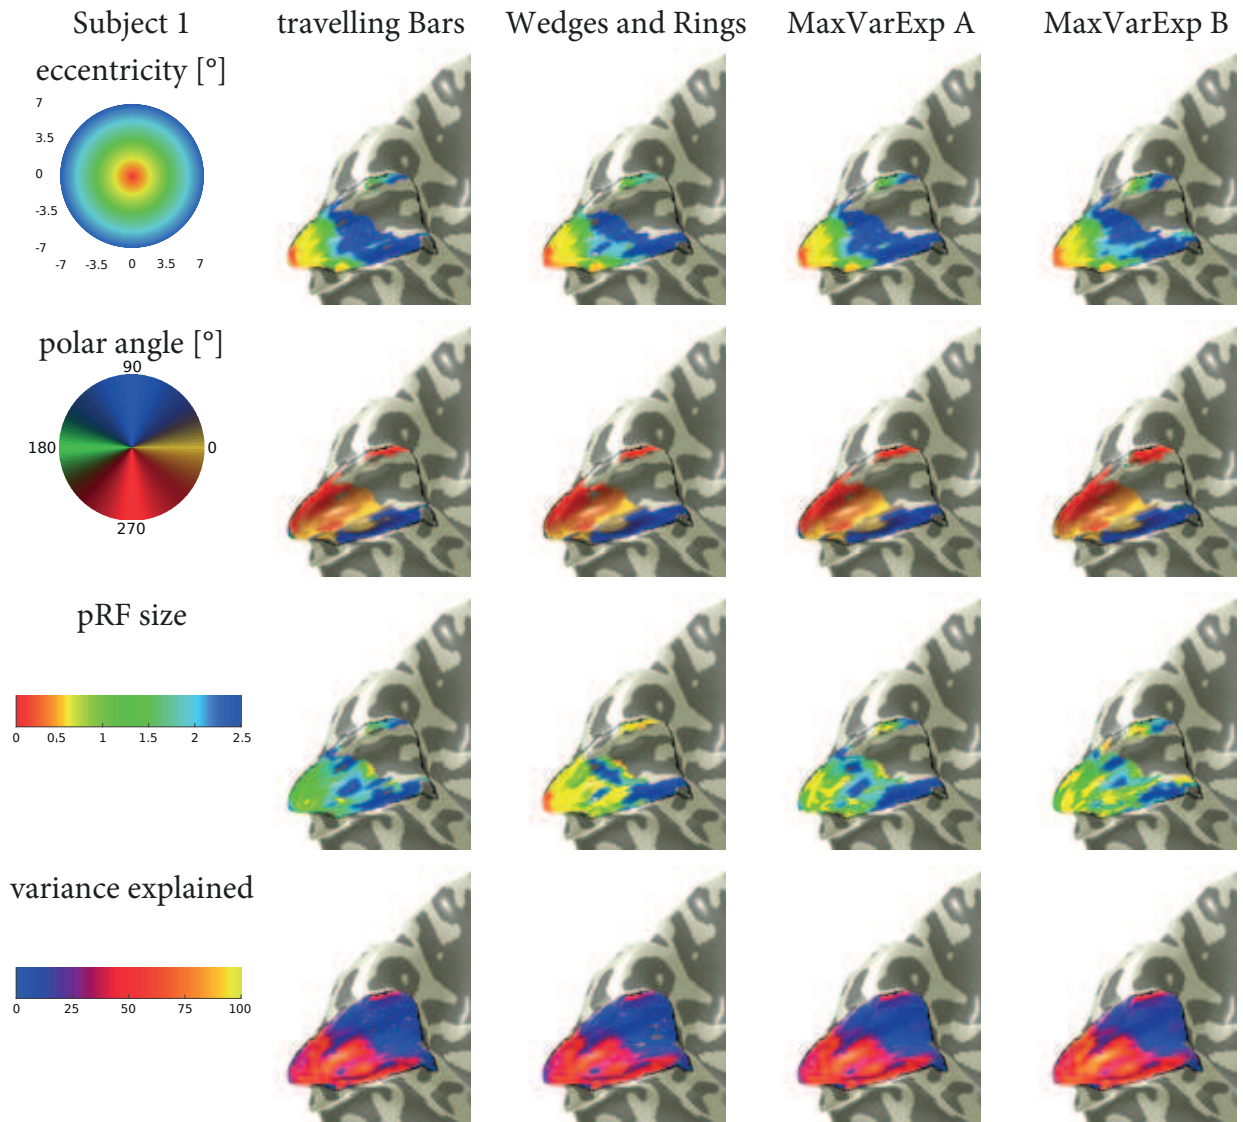 Subject 1 travelling Bars Wedges and Rings MaxVarExp A MaxVarExp B
eccentricity [°]
7
3.5
0
-3.5
-7
-7 -3.5 0 3.5 7
polar angle [°]
90
180 0
270
pRF size
0 0.5 1 1.5 2 2.5
variance explained
0 25 50 75 100